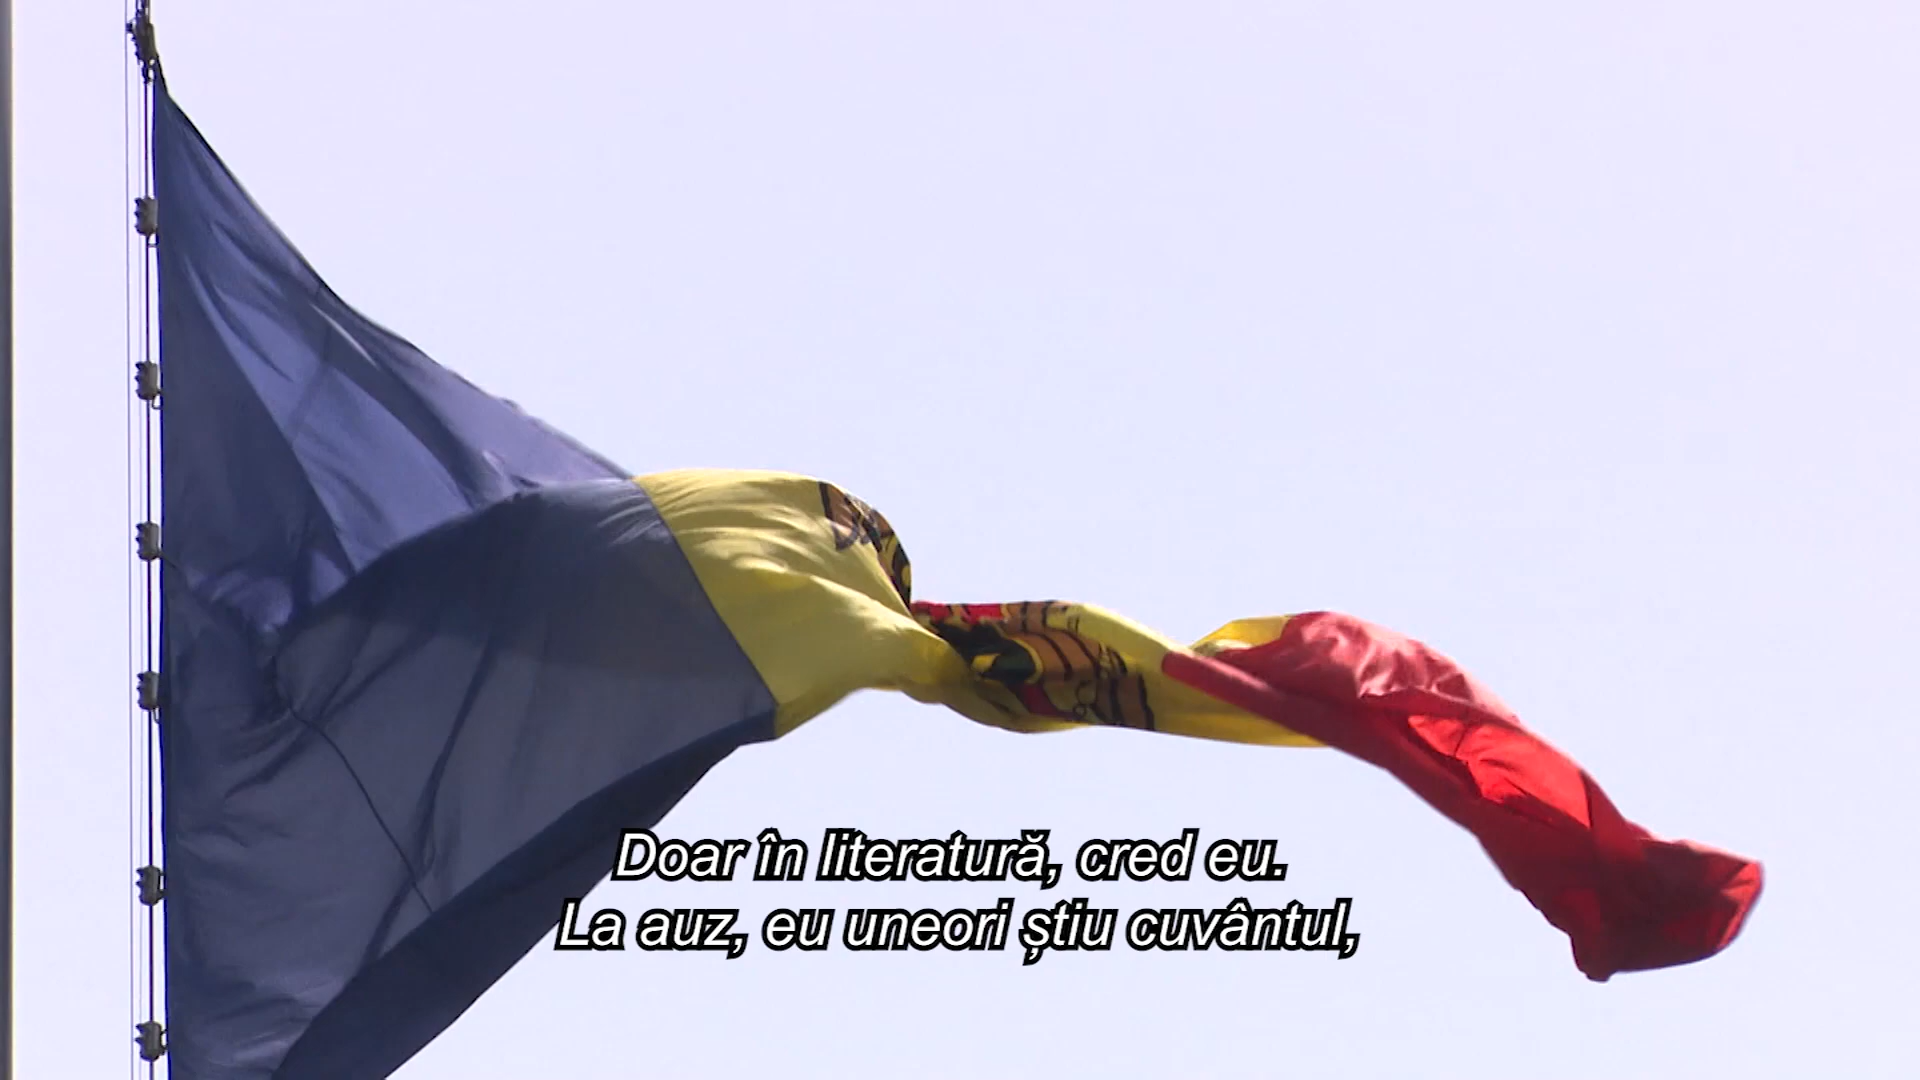 Doar în literatură, cred eu.
La auz, eu uneori știu cuvântul,